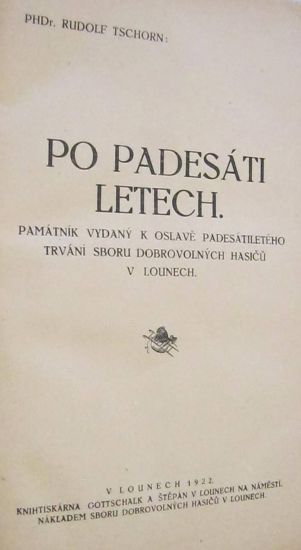 PHDr. RUDOLF TSCHORN:
PO PADESÁTI
LETECH.
PAMÁTNÍK VYDANÝ K OSLAVĚ PADESÁTILETÉHO
TRVÁNÍ SBORU DOBROVOLNÝCH HASIČŮ
V LOUNECH.
V LOUNECH 1922.
KNIHTISKÁRNA GOTTSCHALK A ŠTĚPÁN V LOUNECH NA NÁMĚSTÍ.
NÁKLADEM SBORU DOBROVOLNÝCH HASIČŮ V LOUNECH.